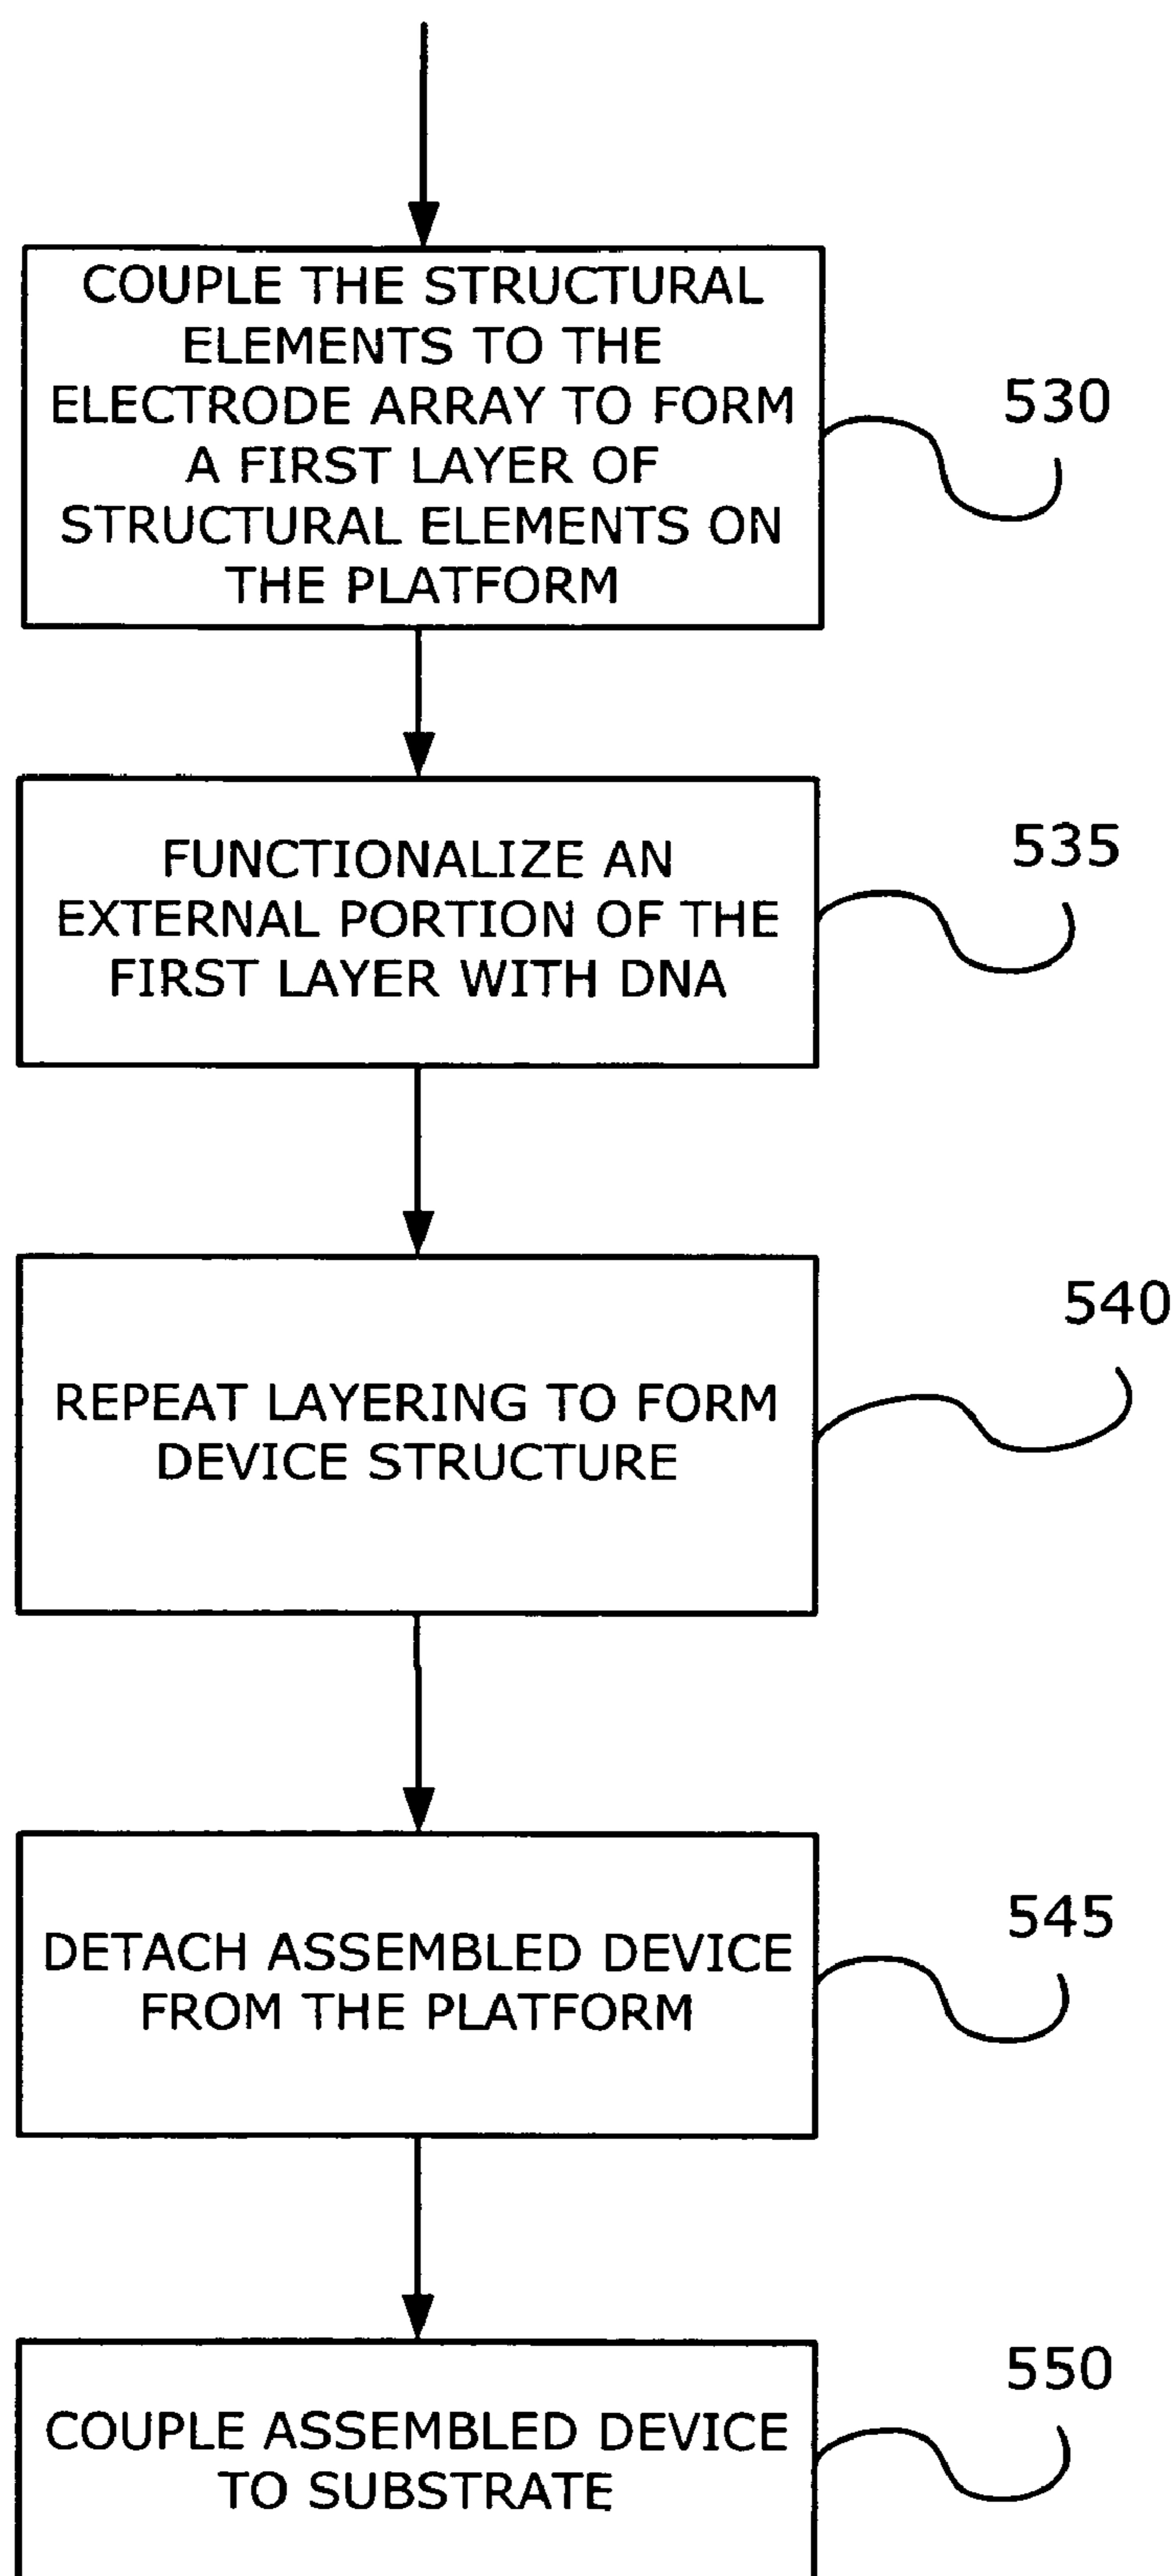 COUPLE THE STRUCTURAL
ELEMENTS TO THE
ELECTRODE ARRAY TO FORM
A FIRST LAYER OF
STRUCTURAL ELEMENTS ON
THE PLATFORM
530
FUNCTIONALIZE AN
EXTERNAL PORTION OF THE
FIRST LAYER WITH DNA
535
REPEAT LAYERING TO FORM
DEVICE STRUCTURE
540
DETACH ASSEMBLED DEVICE
FROM THE PLATFORM
545
COUPLE ASSEMBLED DEVICE
TO SUBSTRATE
550